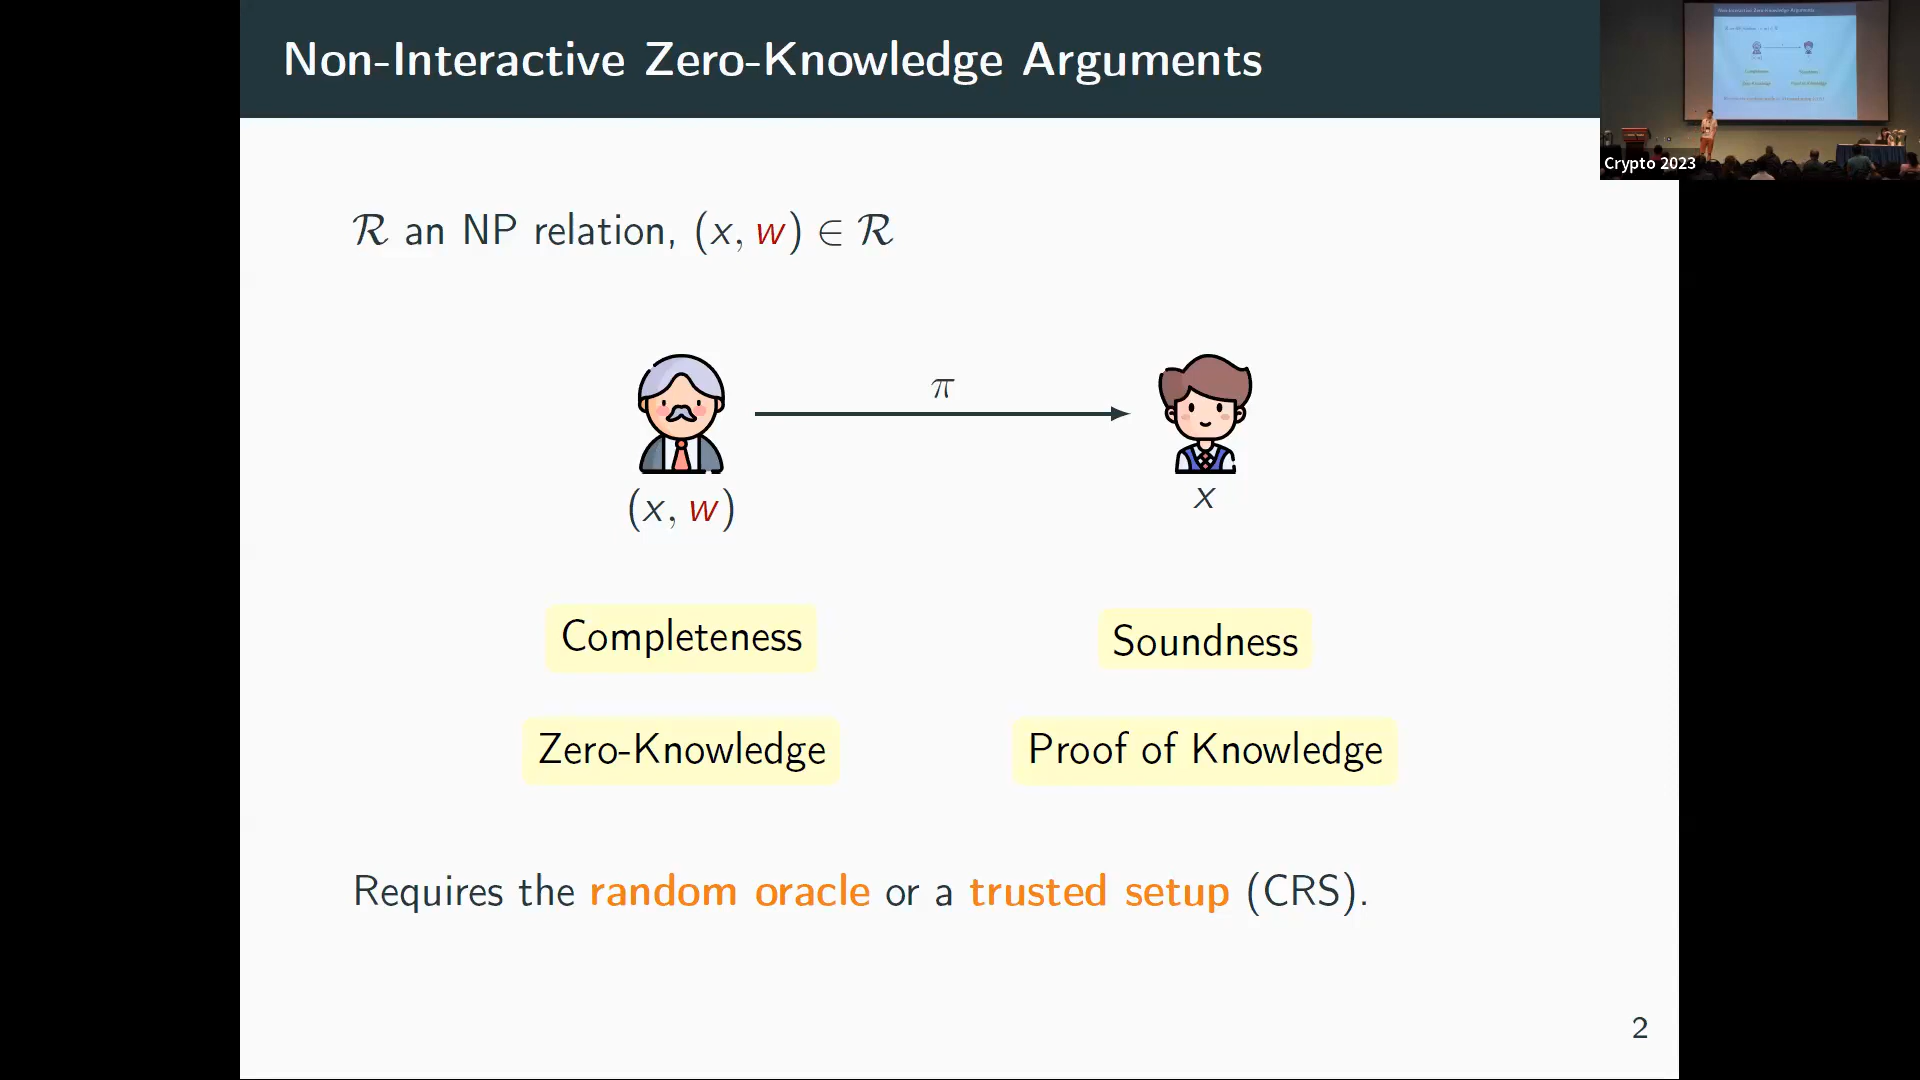 Non-Interactive Zero-Knowledge Arguments
Crypto 2023
ℛ an NP relation, (x, w) ∈ ℛ
π
(x, w)
x
Completeness
Soundness
Zero-Knowledge
Proof of Knowledge
Requires the random oracle or a trusted setup (CRS).
2